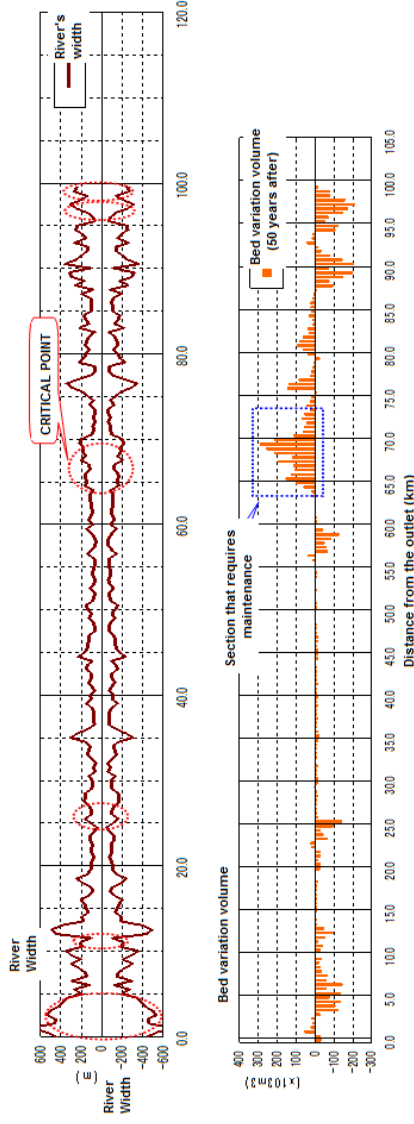 River
Width
River's
width
CRITICAL POINT
600
400
200
0
-200
-400
-600
( m )
River
Width
0.0
20.0
40.0
60.0
80.0
100.0
120.0
Bed variation volume
Section that requires
maintenance
Bed variation volume
(50 years after)
400
300
200
100
0
-100
-200
-300
(x103m3)
0.0
5.0
10.0
15.0
20.0
25.0
30.0
35.0
40.0
45.0
50.0
55.0
60.0
65.0
70.0
75.0
80.0
85.0
90.0
95.0
100.0
105.0
Distance from the outlet (km)